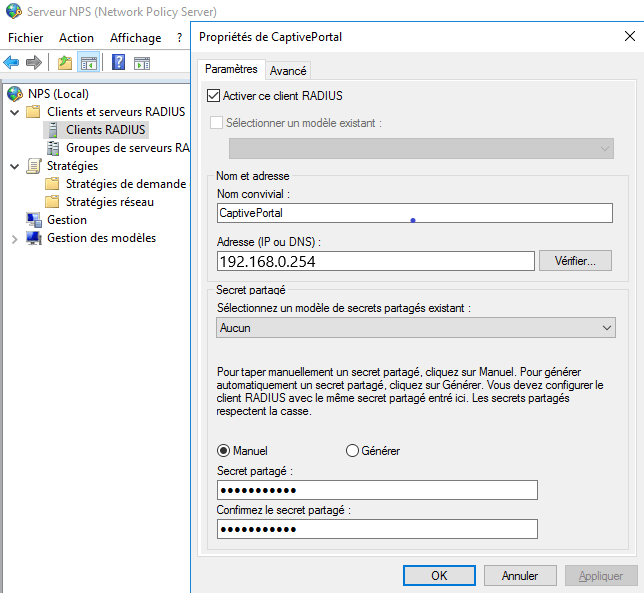 Serveur NPS (Network Policy Server)
Fichier Action Affichage ?
NPS (Local)
Clients et serveurs RADIUS
Clients RADIUS
Groupes de serveurs RA
Stratégies
Stratégies de demande
Stratégies réseau
Gestion
Gestion des modèles
Propriétés de CaptivePortal
Paramètres Avancé
Activer ce client RADIUS
Sélectionner un modèle existant :
Nom et adresse
Nom convivial :
CaptivePortal
Adresse (IP ou DNS) :
192.168.0.254 Vérifier...
Secret partagé
Sélectionnez un modèle de secrets partagés existant :
Aucun
Pour taper manuellement un secret partagé, cliquez sur Manuel. Pour générer
automatiquement un secret partagé, cliquez sur Générer. Vous devez configurer le
client RADIUS avec le même secret partagé entré ici. Les secrets partagés
respectent la casse.
Manuel Générer
Secret partagé :
●●●●●●●●●●●
Confirmez le secret partagé :
●●●●●●●●●●●
OK Annuler Appliquer